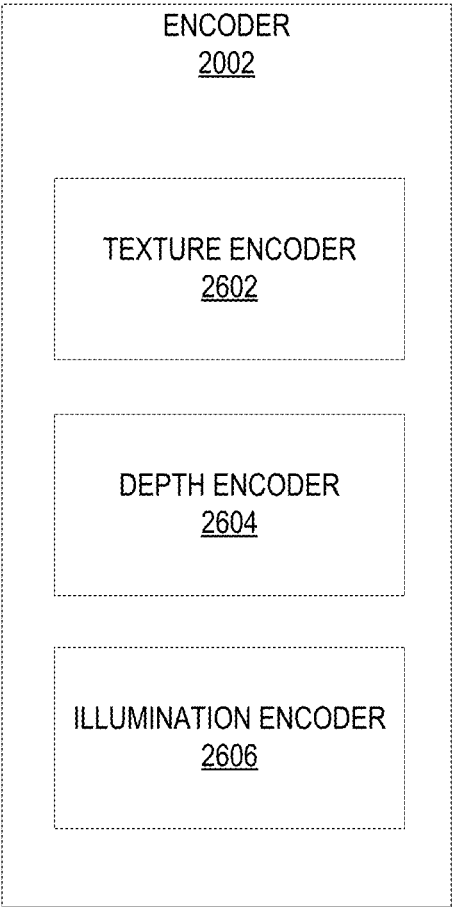 ENCODER
2002
TEXTURE ENCODER
2602
DEPTH ENCODER
2604
ILLUMINATION ENCODER
2606